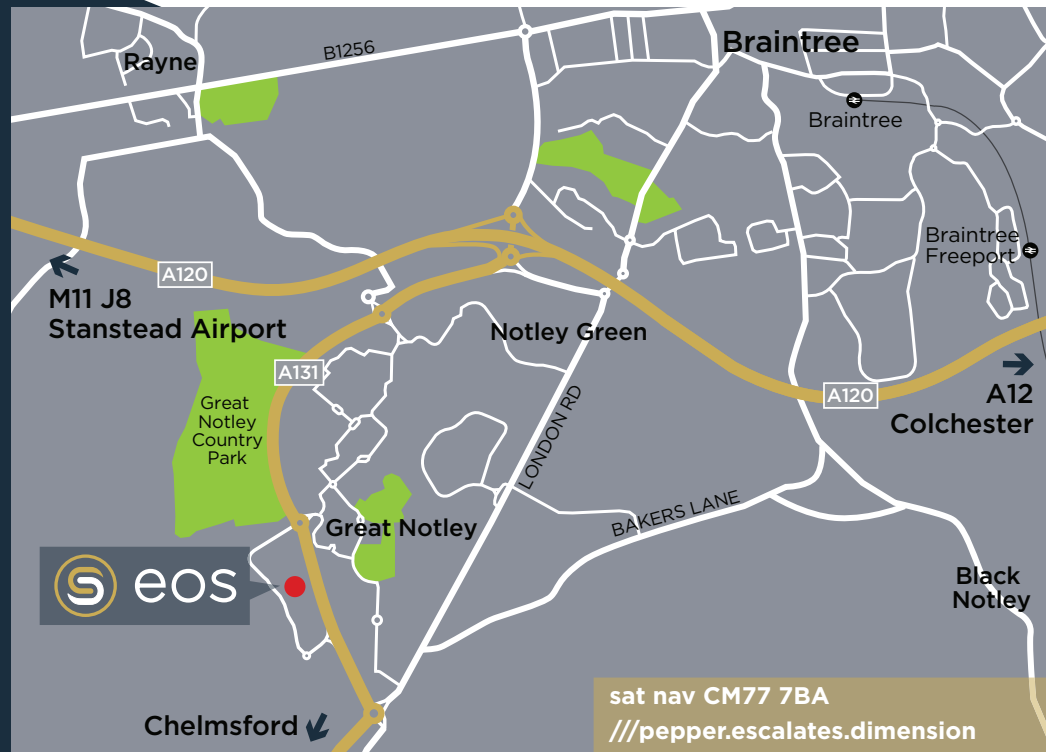 Braintree
B1256
Rayne
Braintree
Braintree
Freeport
A120
M11 J8
Stanstead Airport
Notley Green
A131
A120
A12
Colchester
Great
Notley
Country
Park
LONDON RD
BAKERS LANE
Great Notley
S eos
Black
Notley
sat nav CM77 7BA
Chelmsford
///pepper.escalates.dimension